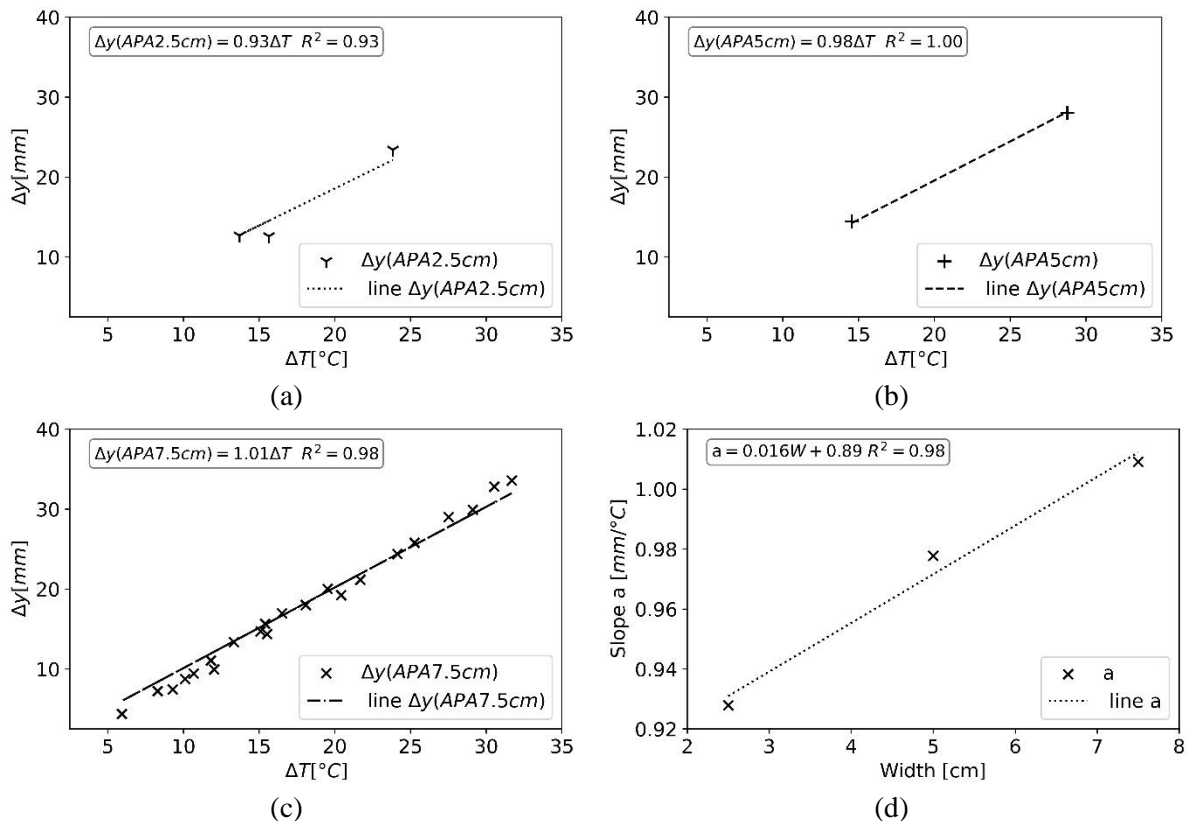 40
30
20
10
Δy[mm]
Δy(APA2.5cm) = 0.93ΔT R² = 0.93
Δy(APA2.5cm)
line Δy(APA2.5cm)
5 10 15 20 25 30 35
ΔT[°C]
(a)
40
30
20
10
Δy[mm]
Δy(APA5cm) = 0.98ΔT R² = 1.00
Δy(APA5cm)
line Δy(APA5cm)
5 10 15 20 25 30 35
ΔT[°C]
(b)
40
30
20
10
Δy[mm]
Δy(APA7.5cm) = 1.01ΔT R² = 0.98
Δy(APA7.5cm)
line Δy(APA7.5cm)
5 10 15 20 25 30 35
ΔT[°C]
(c)
1.02
1.00
0.98
0.96
0.94
0.92
Slope a [mm/°C]
a = 0.016W + 0.89 R² = 0.98
a
line a
2 3 4 5 6 7 8
Width [cm]
(d)